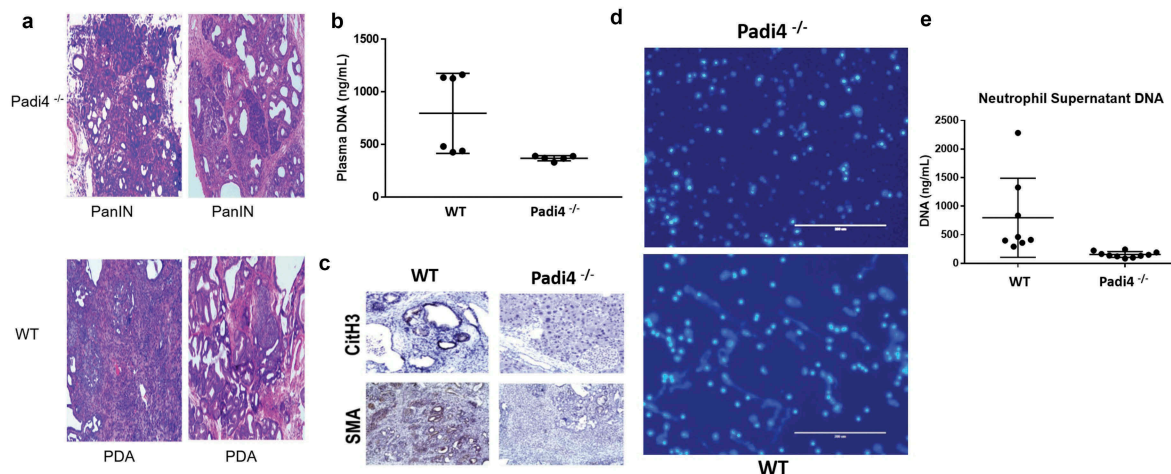 a
Padi4 -/-
PanIN
PanIN
WT
PDA
PDA
b
Plasma DNA (ng/mL)
1500
1000
500
0
WT
Padi4 -/-
c
WT
Padi4 -/-
CitH3
SMA
d
Padi4 -/-
WT
e
Neutrophil Supernatant DNA
DNA (ng/mL)
2500
2000
1500
1000
500
0
WT
Padi4 -/-